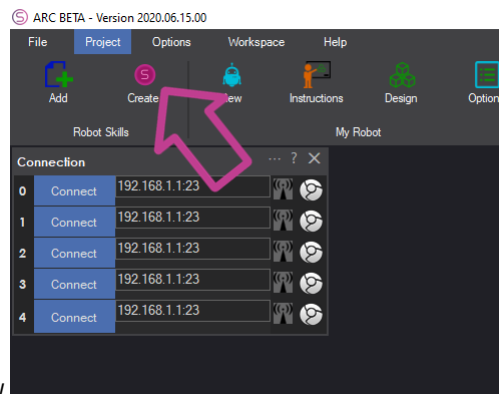 ARC BETA - Version 2020.06.15.00
File Project Options Workspace Help
Add Create Instructions Design
Robot Skills My Robot
Connection ... ? X
0 Connect 192.168.1.1:23
1 Connect 192.168.1.1:23
2 Connect 192.168.1.1:23
3 Connect 192.168.1.1:23
4 Connect 192.168.1.1:23